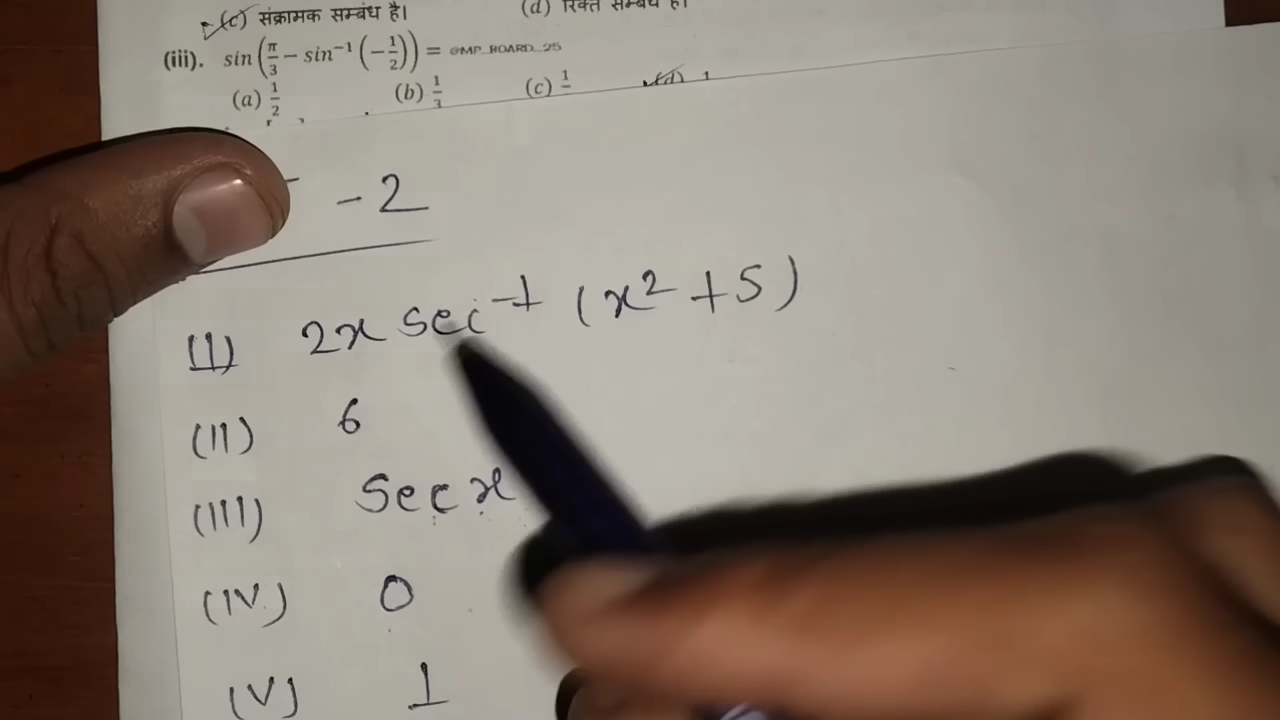 (c) संक्रामक सम्बंध है। (d) रिक्त सम्बंध है।
(iii). sin(π/3 − sin⁻¹(−1/2)) = @MP_BOARD_25
(a) 1/2 (b) 1/3 (c) (d) 1
- 2
(I) 2x sec⁻¹ (x² + 5)
(II) 6
(III) Sec x
(IV) 0
(V) 1